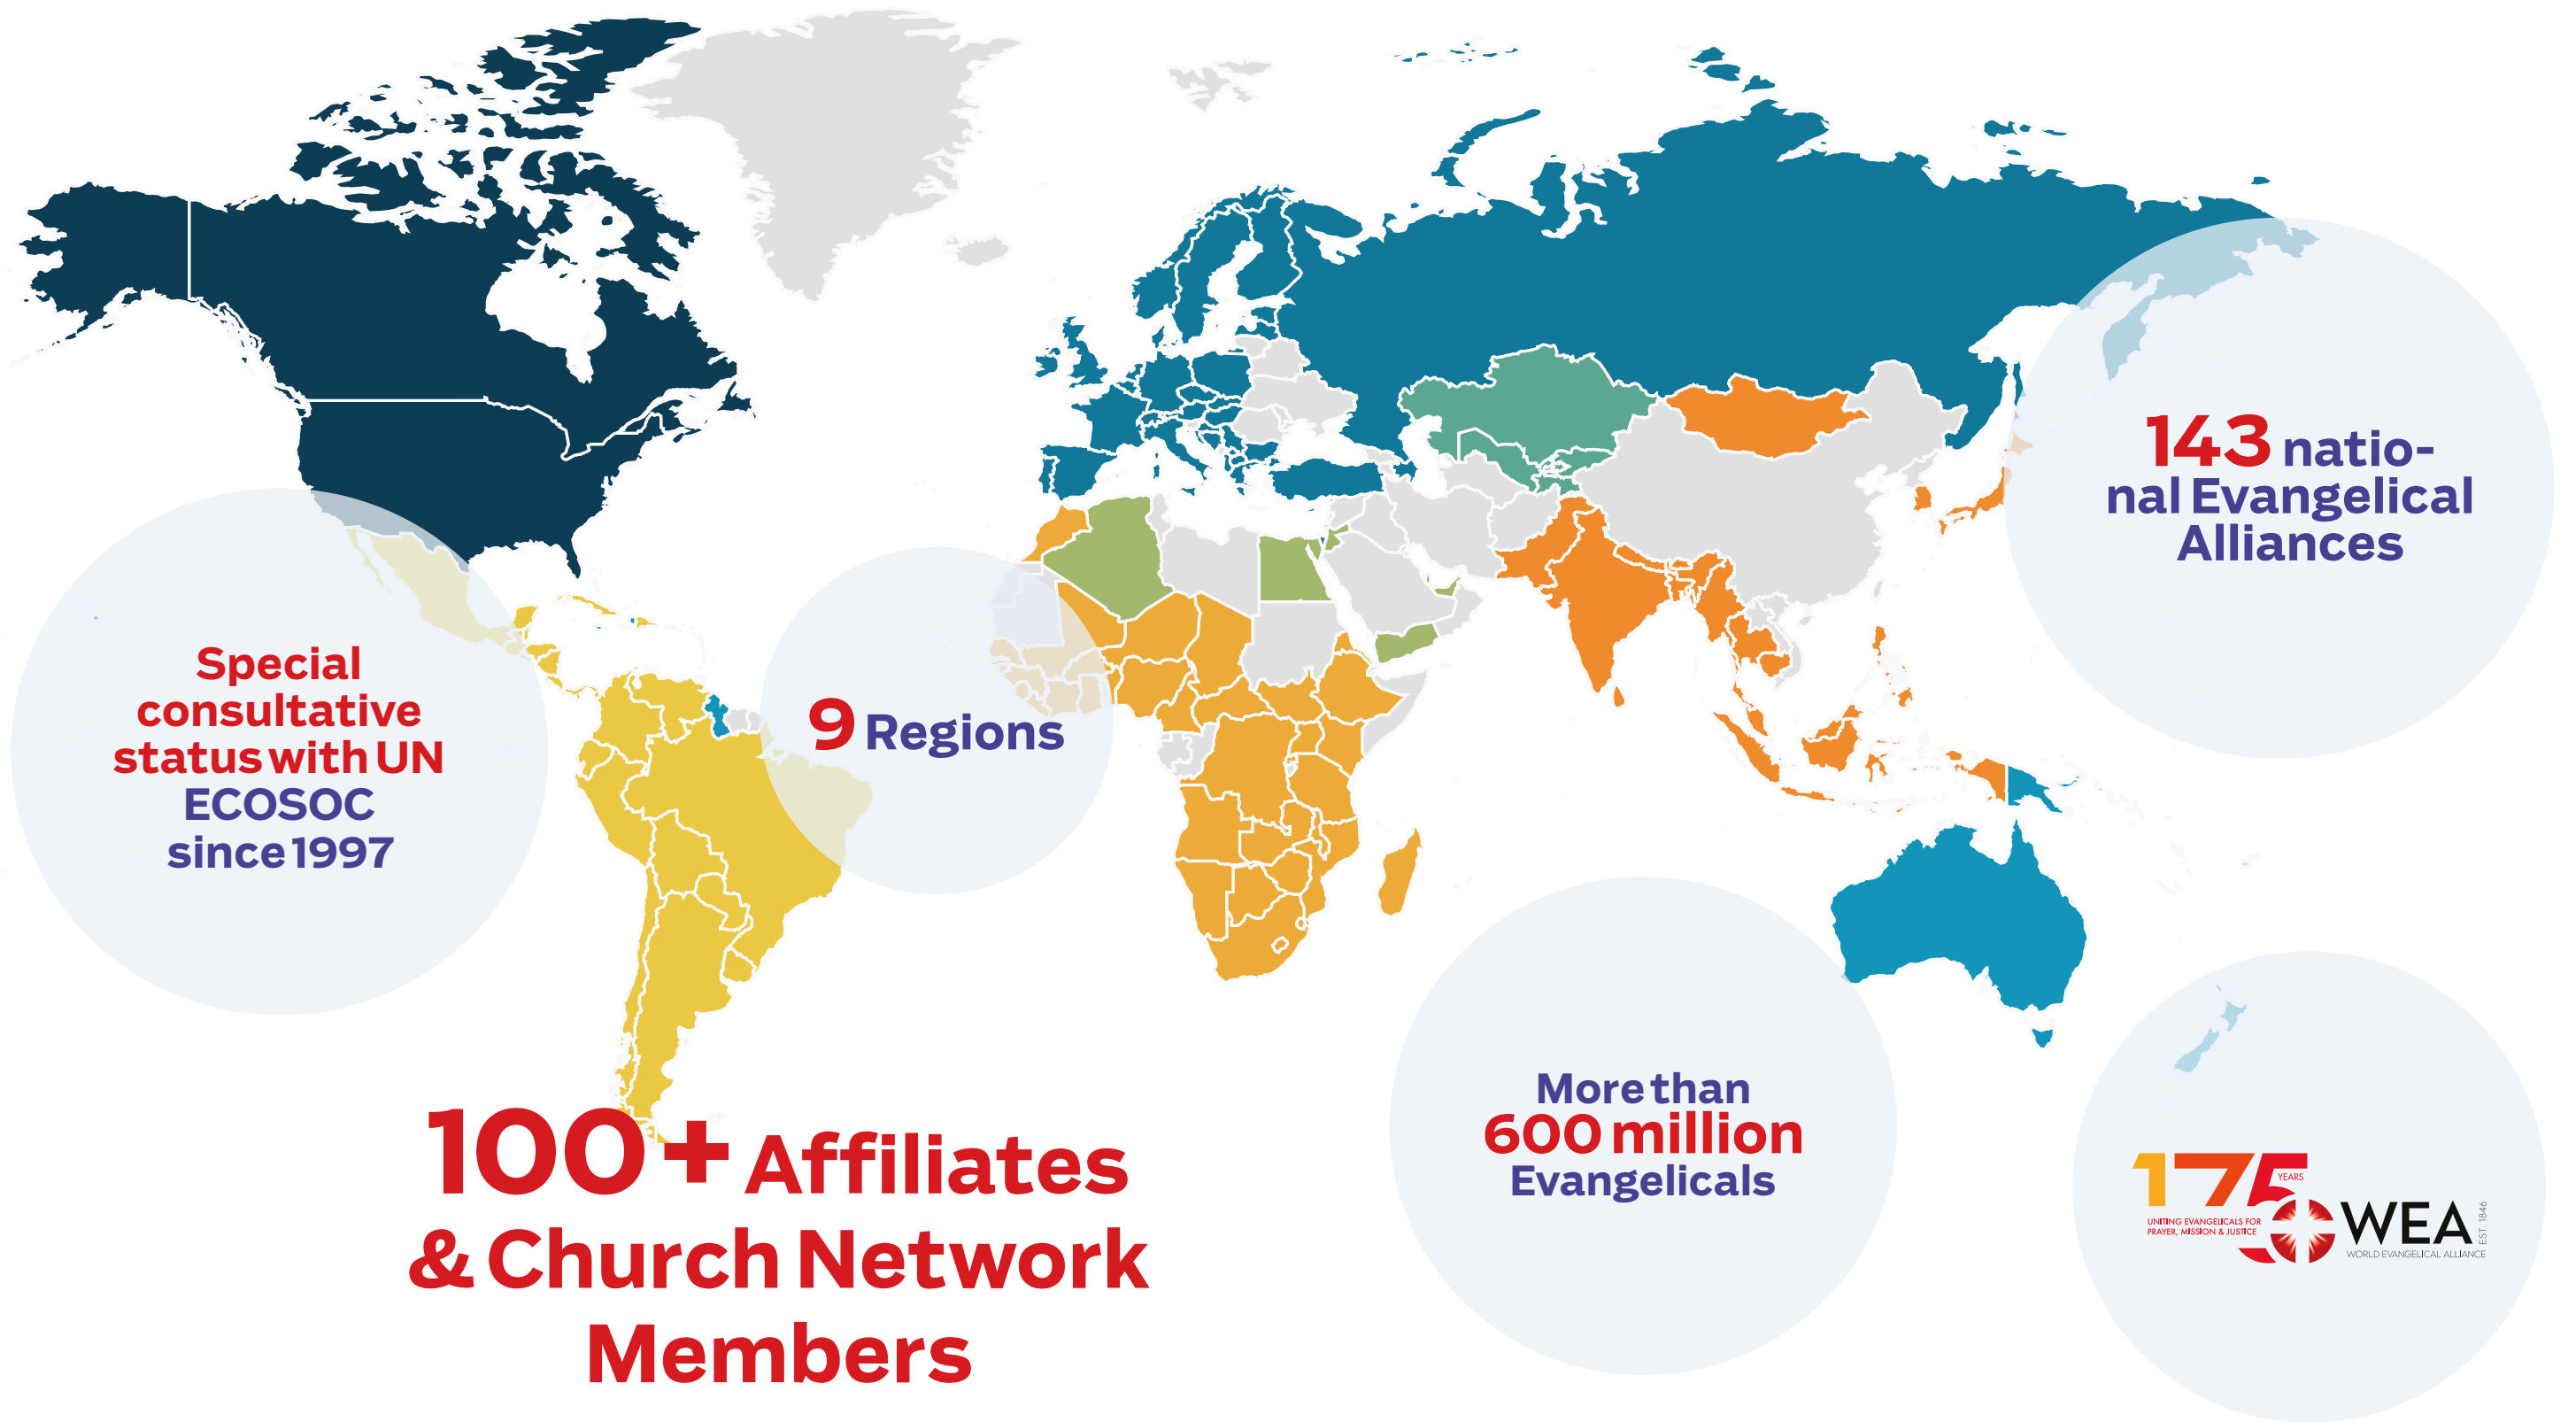 143 natio-
nal Evangelical
Alliances
Special
consultative
status with UN
ECOSOC
since 1997
9 Regions
100+ Affiliates
& Church Network
Members
More than
600 million
Evangelicals
175
YEARS
UNITING EVANGELICALS FOR
PRAYER, MISSION & JUSTICE
WEA
WORLD EVANGELICAL ALLIANCE
EST. 1846